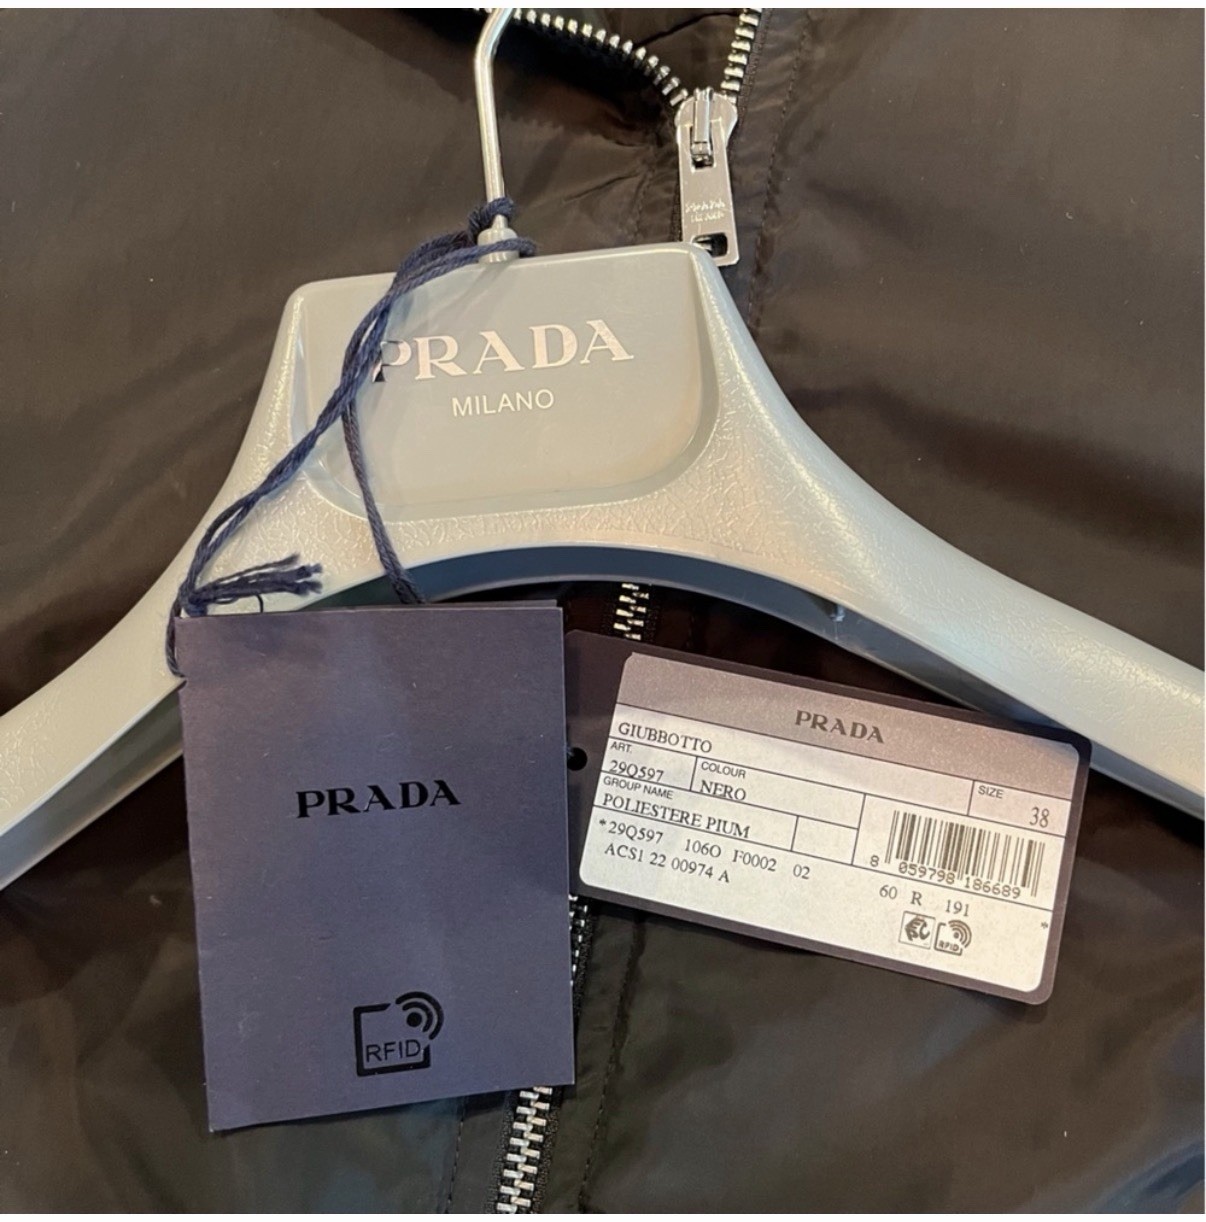 PRADA
MILANO
PRADA
RFID
PRADA
GIUBBOTTO
ART.
29Q597
COLOUR
NERO
SIZE
38
GROUP NAME
POLIESTERE PIUM
*29Q597 106O F0002 02
ACS1 22 00974 A
8 059798 186689
60 R 191
RFID